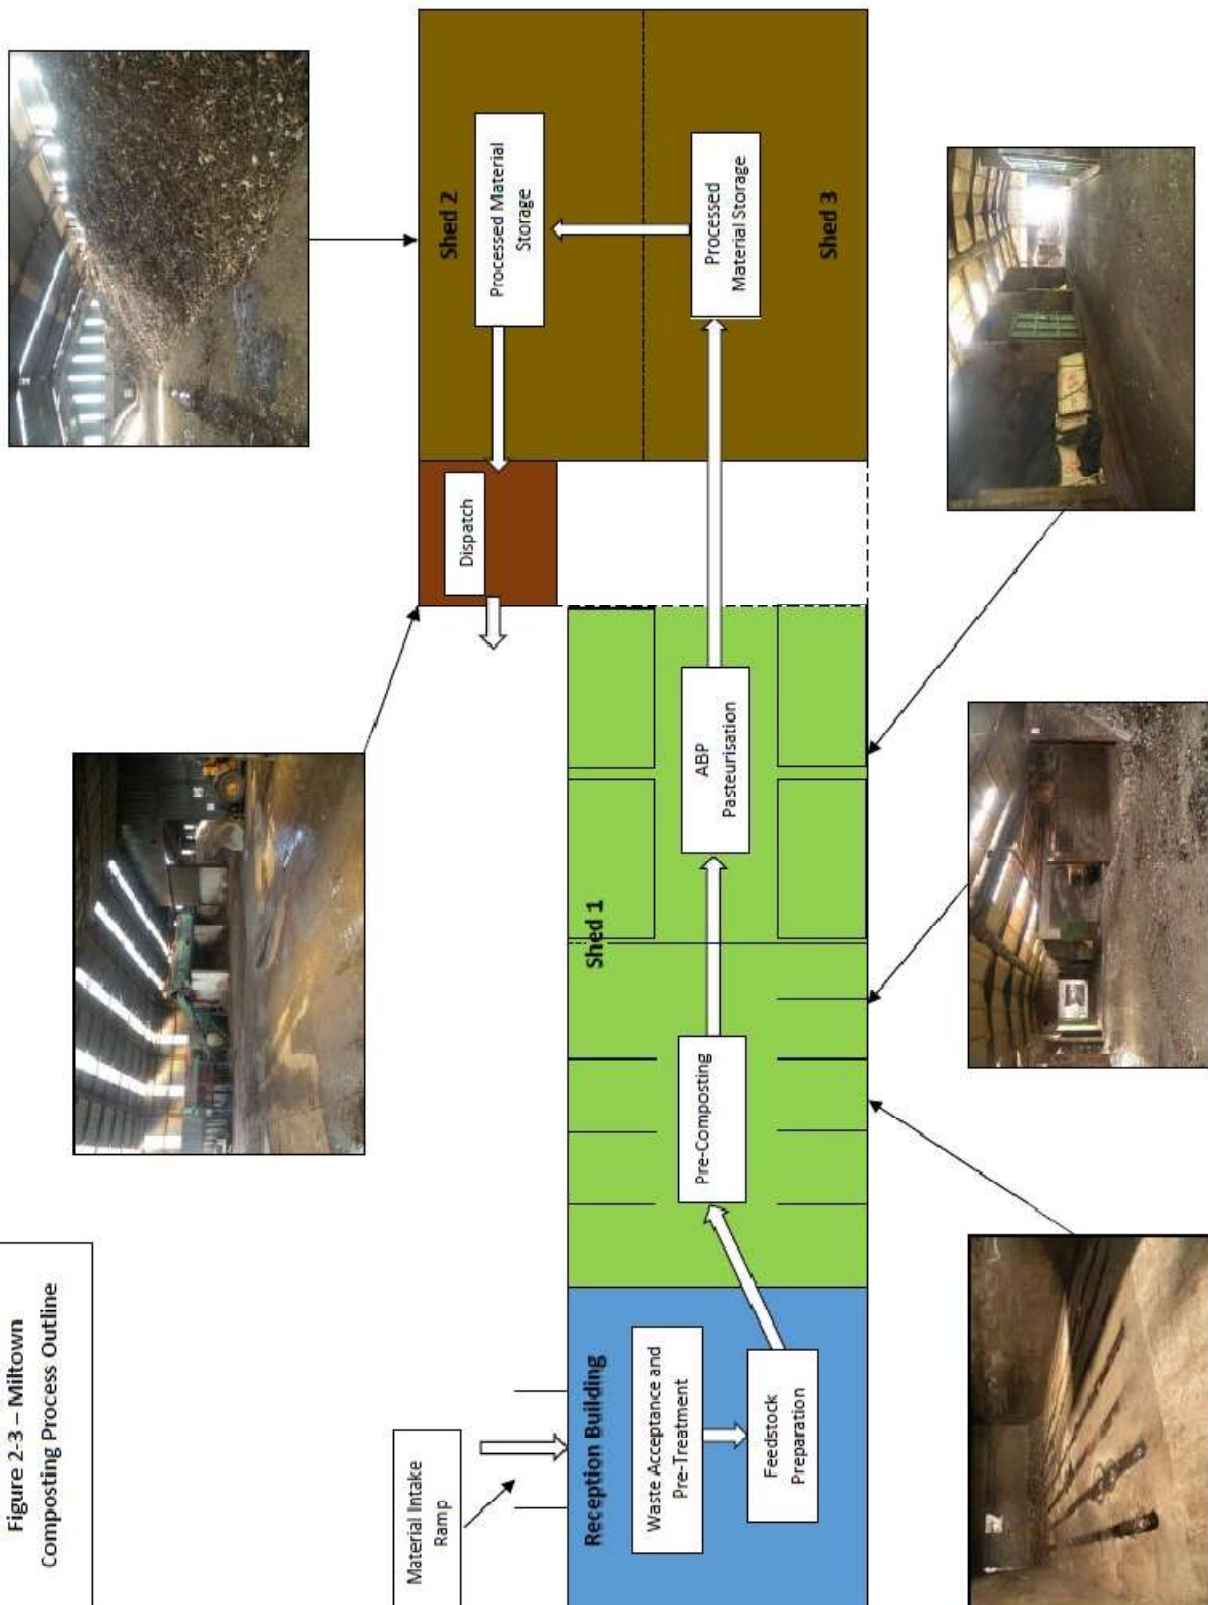 Figure 2-3 – Miltown
Composting Process Outline
Material Intake
Ramp
Reception Building
Waste Acceptance and
Pre-Treatment
Feedstock
Preparation
Shed 1
Pre-Composting
ABP
Pasteurisation
Shed 3
Processed
Material Storage
Shed 2
Processed Material
Storage
Dispatch